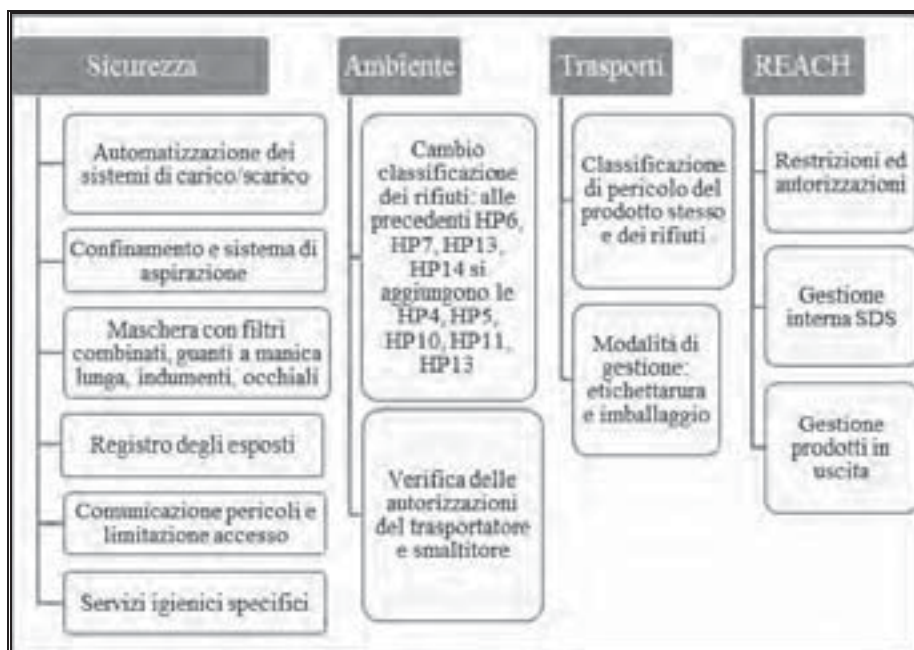 Sicurezza
Automatizzazione dei
sistemi di carico/scarico
Confinamento e sistema di
aspirazione
Maschera con filtri
combinati, guanti a manica
lunga, indumenti, occhiali
Registro degli esposti
Comunicazione pericoli e
limitazione accesso
Servizi igienici specifici
Ambiente
Cambio
classificazione
dei rifiuti: alle
precedenti HP6,
HP7, HP13,
HP14 si
aggiungono le
HP4, HP5,
HP10, HP11,
HP13
Verifica delle
autorizzazioni
del trasportatore
e smaltitore
Trasporti
Classificazione
di pericolo del
prodotto stesso
e dei rifiuti
Modalità di
gestione:
etichettarura
e imballaggio
REACH
Restrizioni ed
autorizzazioni
Gestione
interna SDS
Gestione
prodotti in
uscita